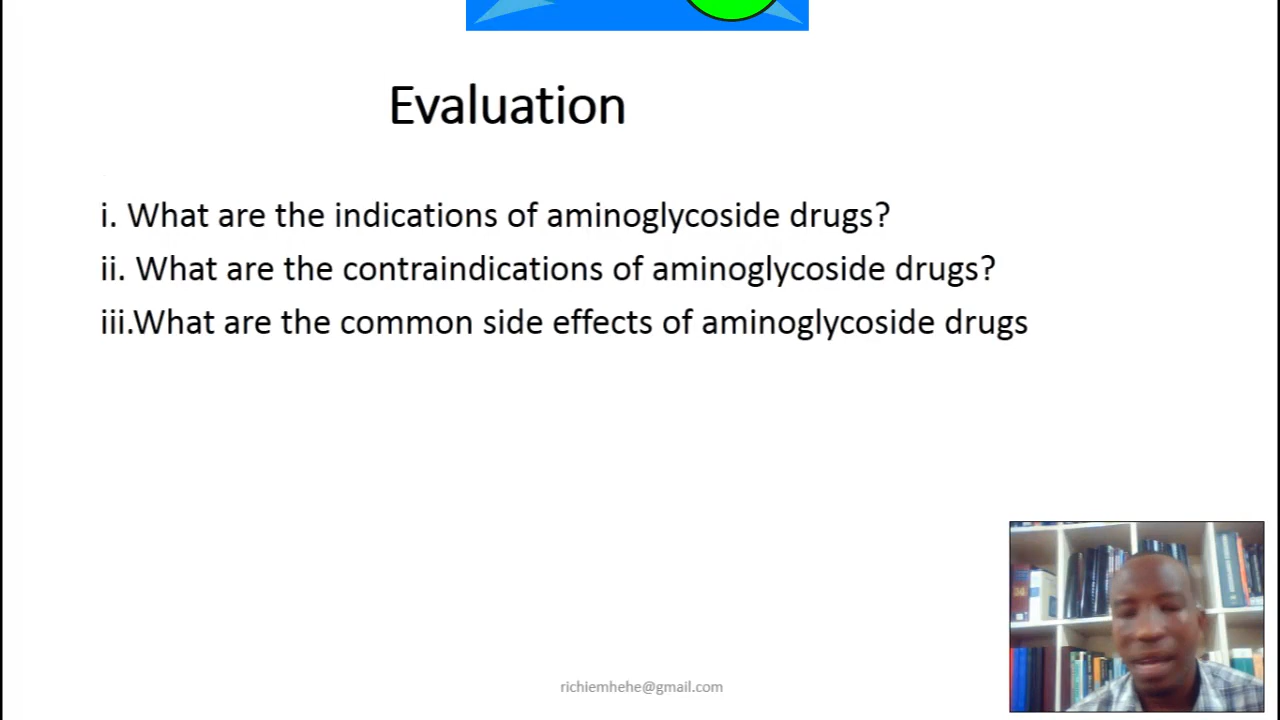 Evaluation
i. What are the indications of aminoglycoside drugs?
ii. What are the contraindications of aminoglycoside drugs?
iii.What are the common side effects of aminoglycoside drugs
richiemhehe@gmail.com